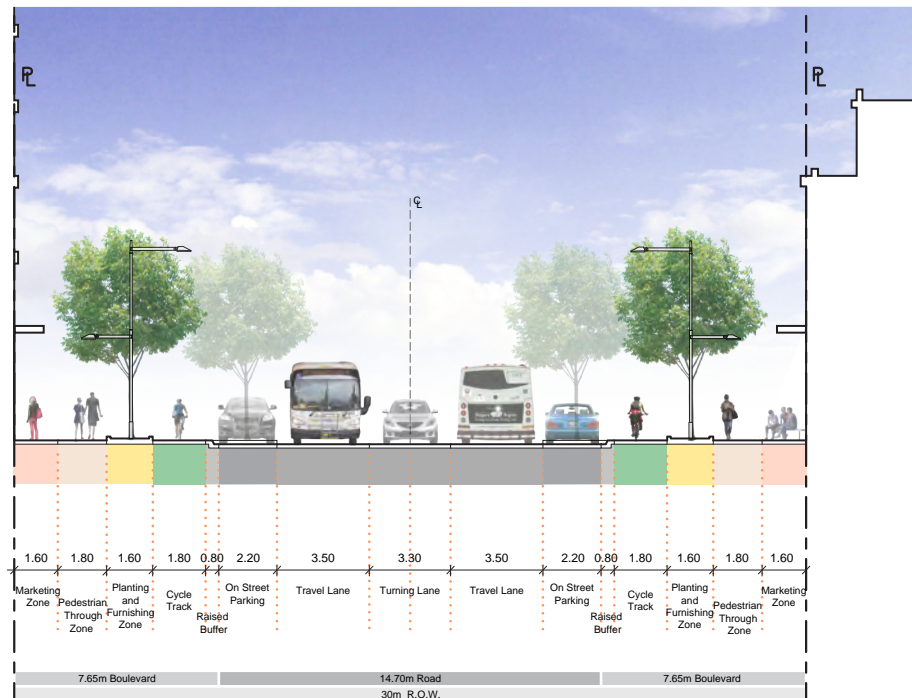 PL
PL
CL
1.60 1.80 1.60 1.80 0.80 2.20 3.50 3.30 3.50 2.20 0.80 1.80 1.60 1.80 1.60
Marketing
Zone
Pedestrian
Through
Zone
Planting
and
Furnishing
Zone
Cycle
Track
Raised
Buffer
On Street
Parking
Travel Lane
Turning Lane
Travel Lane
On Street
Parking
Raised
Buffer
Cycle
Track
Planting
and
Furnishing
Zone
Pedestrian
Through
Zone
Marketing
Zone
7.65m Boulevard 14.70m Road 7.65m Boulevard
30m R.O.W.